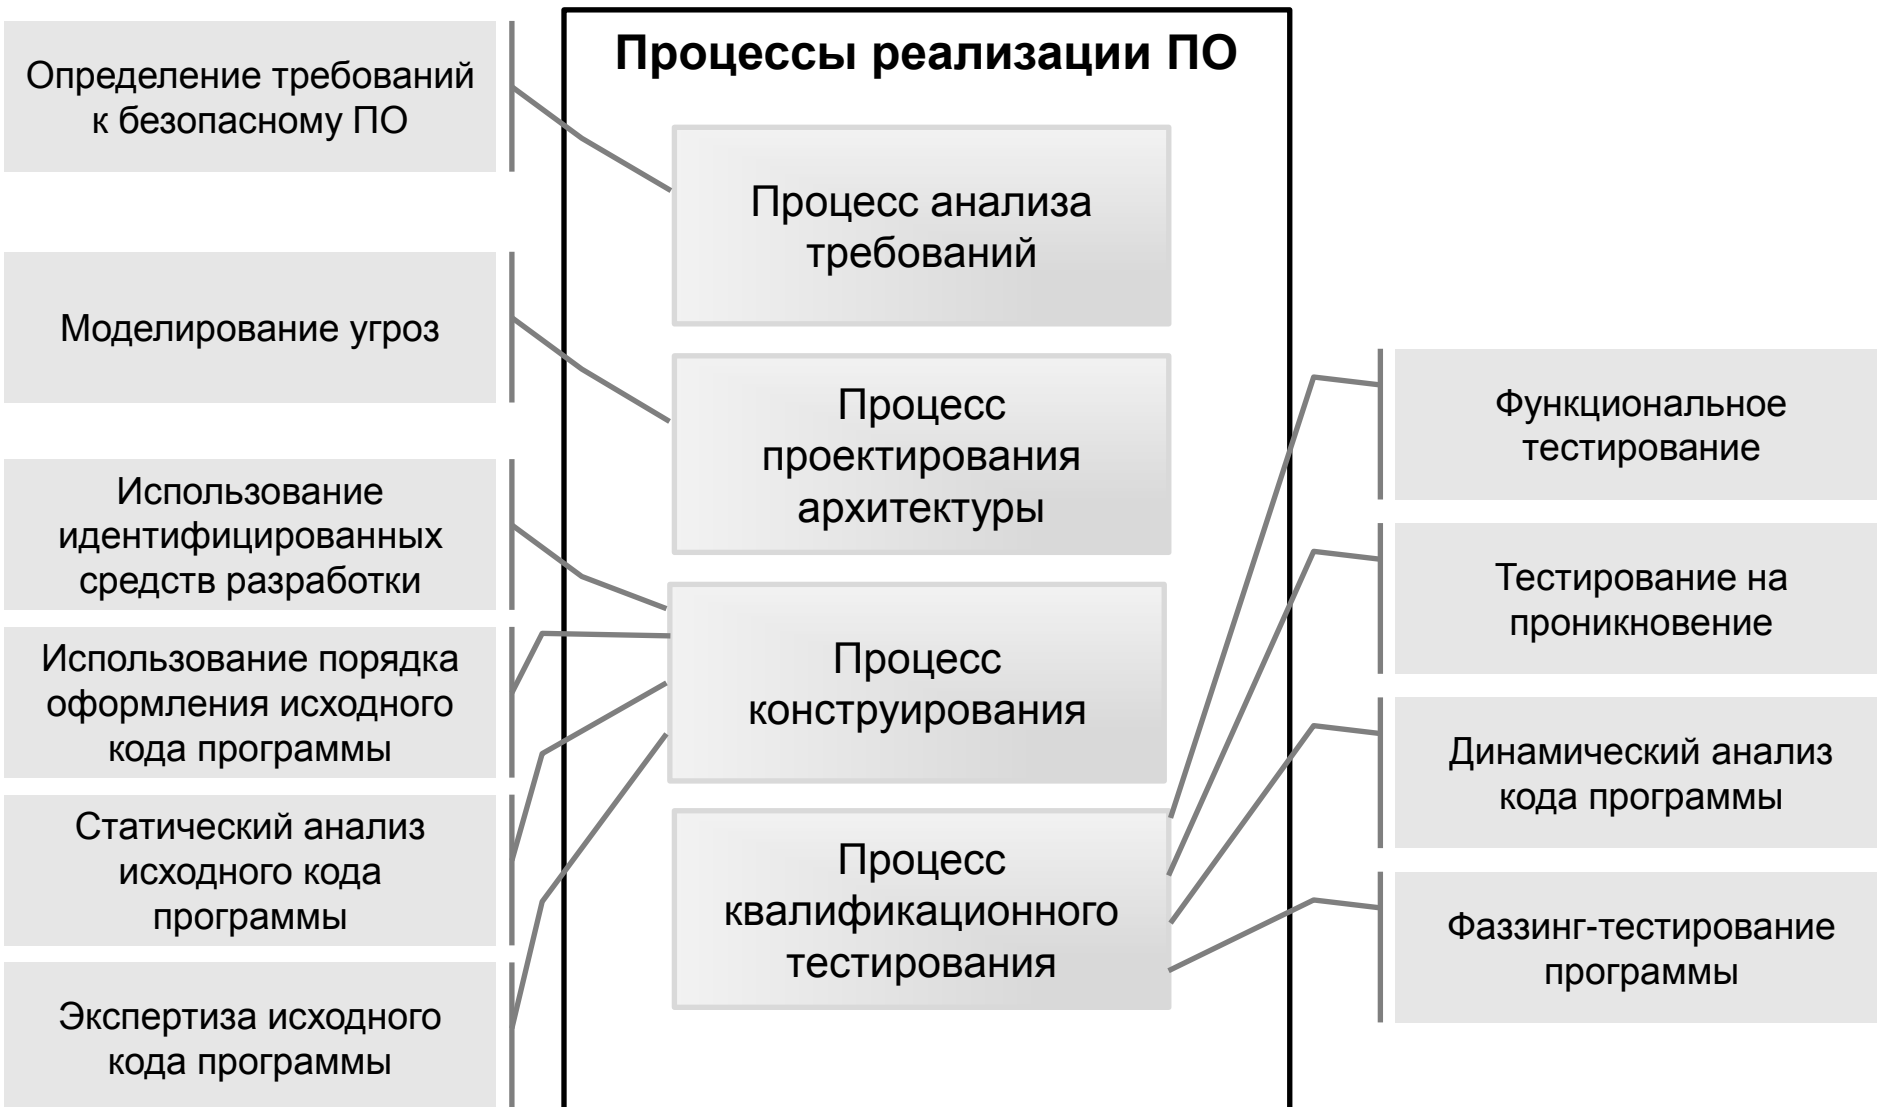 Процессы реализации ПО
Определение требований
к безопасному ПО
Моделирование угроз
Использование
идентифицированных
средств разработки
Использование порядка
оформления исходного
кода программы
Статический анализ
исходного кода
программы
Экспертиза исходного
кода программы
Процесс анализа
требований
Процесс
проектирования
архитектуры
Процесс
конструирования
Процесс
квалификационного
тестирования
Функциональное
тестирование
Тестирование на
проникновение
Динамический анализ
кода программы
Фаззинг-тестирование
программы